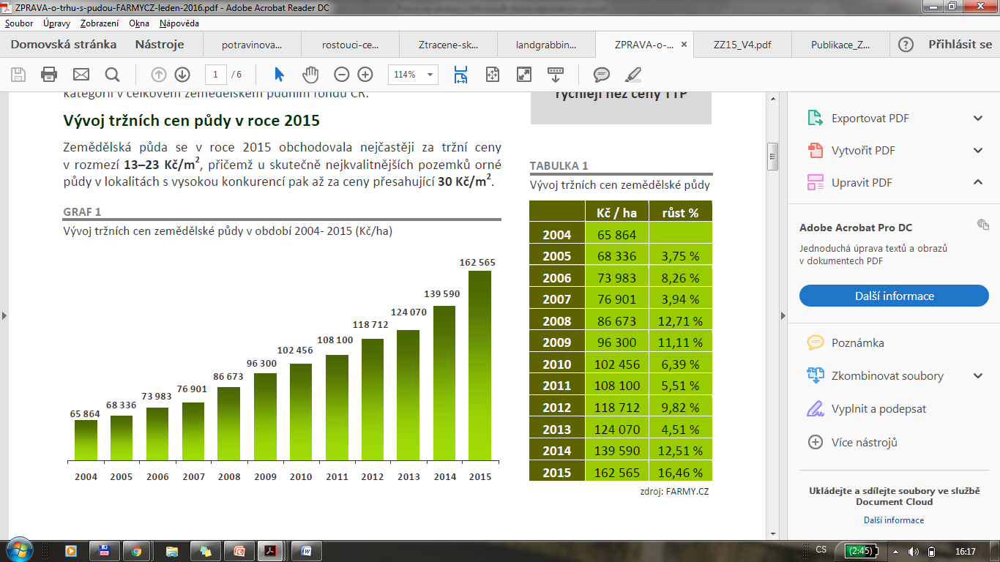 ZPRAVA-o-trhu-s-pudou-FARMYCZ-leden-2016.pdf - Adobe Acrobat Reader DC
Soubor Úpravy Zobrazení Okna Nápověda
Domovská stránka Nástroje potravinova... rostouci-ce... Ztracene-sk... landgrabbin... ZPRAVA-o-... × ZZ15_V4.pdf Publikace_Z... ? Přihlásit se
1 / 6 114%
kategorii v celkovém zemědělském půdním fondu ČR.
rychleji než ceny TTP
Vývoj tržních cen půdy v roce 2015
Zemědělská půda se v roce 2015 obchodovala nejčastěji za tržní ceny
v rozmezí 13–23 Kč/m², přičemž u skutečně nejkvalitnějších pozemků orné
půdy v lokalitách s vysokou konkurencí pak až za ceny přesahující 30 Kč/m².
GRAF 1
Vývoj tržních cen zemědělské půdy v období 2004- 2015 (Kč/ha)
162 565
139 590
124 070
118 712
108 100
102 456
96 300
86 673
76 901
73 983
68 336
65 864
2004 2005 2006 2007 2008 2009 2010 2011 2012 2013 2014 2015
TABULKA 1
Vývoj tržních cen zemědělské půdy
Kč / ha růst %
2004 65 864
2005 68 336 3,75 %
2006 73 983 8,26 %
2007 76 901 3,94 %
2008 86 673 12,71 %
2009 96 300 11,11 %
2010 102 456 6,39 %
2011 108 100 5,51 %
2012 118 712 9,82 %
2013 124 070 4,51 %
2014 139 590 12,51 %
2015 162 565 16,46 %
zdroj: FARMY.CZ
Exportovat PDF
Vytvořit PDF
Upravit PDF
Adobe Acrobat Pro DC
Jednoduchá úprava textů a obrazů
v dokumentech PDF
Další informace
Poznámka
Zkombinovat soubory
Vyplnit a podepsat
Více nástrojů
Ukládejte a sdílejte soubory ve službě
Document Cloud
Další informace
CS (2:45) 16:17